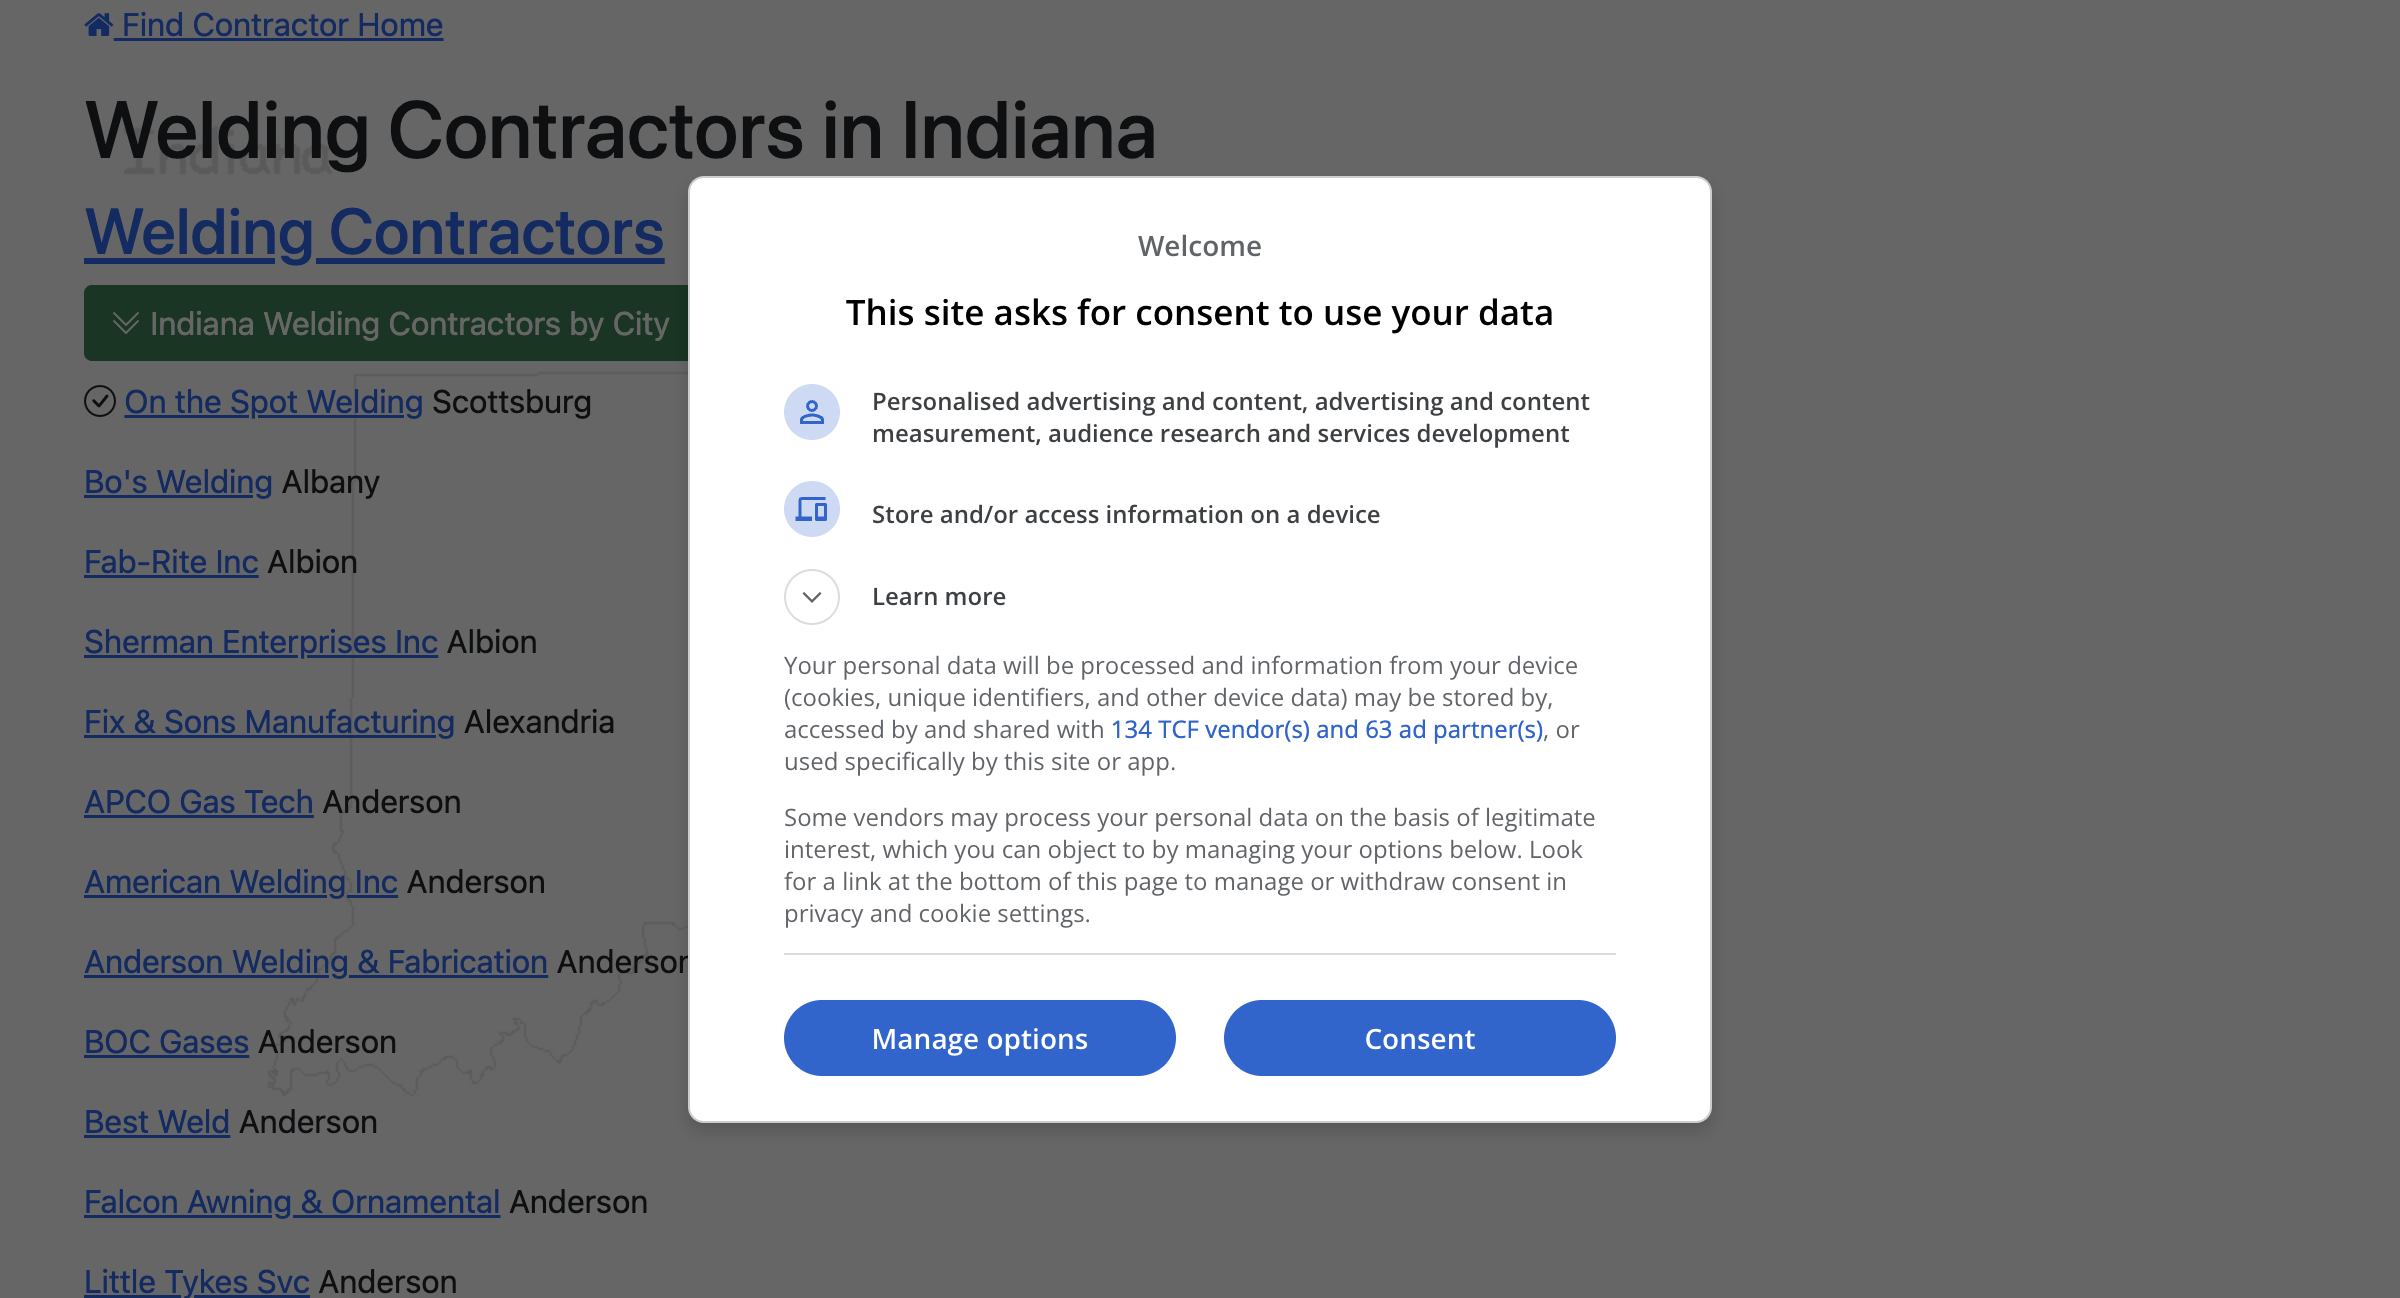 Find Contractor Home
Welding Contractors in Indiana
Indiana
Welding Contractors
Indiana Welding Contractors by City
On the Spot Welding Scottsburg
Bo's Welding Albany
Fab-Rite Inc Albion
Sherman Enterprises Inc Albion
Fix & Sons Manufacturing Alexandria
APCO Gas Tech Anderson
American Welding Inc Anderson
Anderson Welding & Fabrication Anderson
BOC Gases Anderson
Best Weld Anderson
Falcon Awning & Ornamental Anderson
Little Tykes Svc Anderson
Welcome
This site asks for consent to use your data
Personalised advertising and content, advertising and content
measurement, audience research and services development
Store and/or access information on a device
Learn more
Your personal data will be processed and information from your device
(cookies, unique identifiers, and other device data) may be stored by,
accessed by and shared with 134 TCF vendor(s) and 63 ad partner(s), or
used specifically by this site or app.
Some vendors may process your personal data on the basis of legitimate
interest, which you can object to by managing your options below. Look
for a link at the bottom of this page to manage or withdraw consent in
privacy and cookie settings.
Manage options
Consent